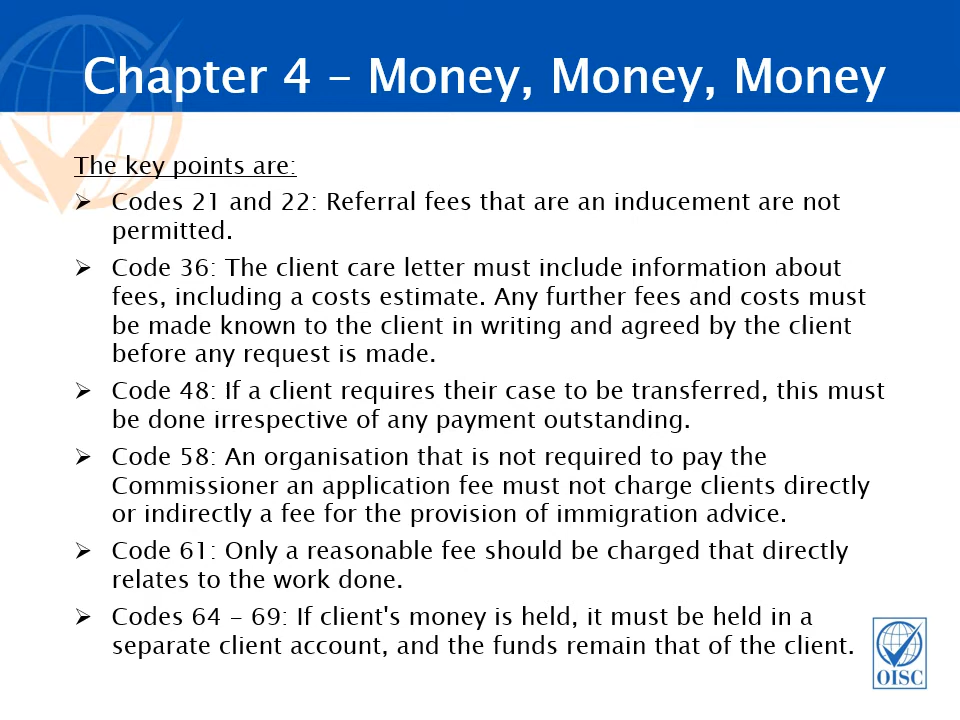 Chapter 4 – Money, Money, Money
The key points are:
➢ Codes 21 and 22: Referral fees that are an inducement are not
permitted.
➢ Code 36: The client care letter must include information about
fees, including a costs estimate. Any further fees and costs must
be made known to the client in writing and agreed by the client
before any request is made.
➢ Code 48: If a client requires their case to be transferred, this must
be done irrespective of any payment outstanding.
➢ Code 58: An organisation that is not required to pay the
Commissioner an application fee must not charge clients directly
or indirectly a fee for the provision of immigration advice.
➢ Code 61: Only a reasonable fee should be charged that directly
relates to the work done.
➢ Codes 64 – 69: If client's money is held, it must be held in a
separate client account, and the funds remain that of the client.
OISC